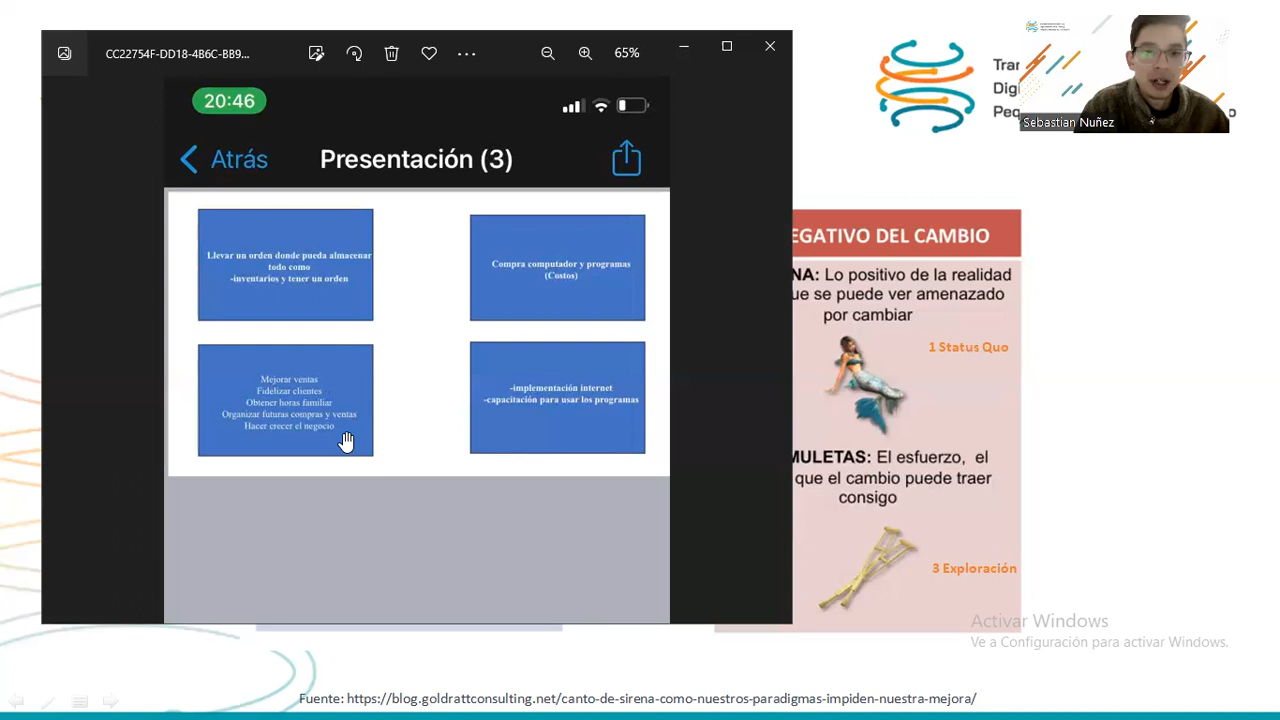 CC22754F-DD18-4B6C-BB9...
65%
20:46
Atrás
Presentación (3)
Llevar un orden donde pueda almacenar
todo como
-inventarios y tener un orden
Compra computador y programas
(Costos)
Mejorar ventas
Fidelizar clientes
Obtener horas familiar
Organizar futuras compras y ventas
Hacer crecer el negocio
-implementación internet
-capacitación para usar los programas
Sebastian Nuñez
EGATIVO DEL CAMBIO
NA: Lo positivo de la realidad
ue se puede ver amenazado
por cambiar
1 Status Quo
MULETAS: El esfuerzo, el
que el cambio puede traer
consigo
3 Exploración
Activar Windows
Ve a Configuración para activar Windows.
Fuente: https://blog.goldrattconsulting.net/canto-de-sirena-como-nuestros-paradigmas-impiden-nuestra-mejora/